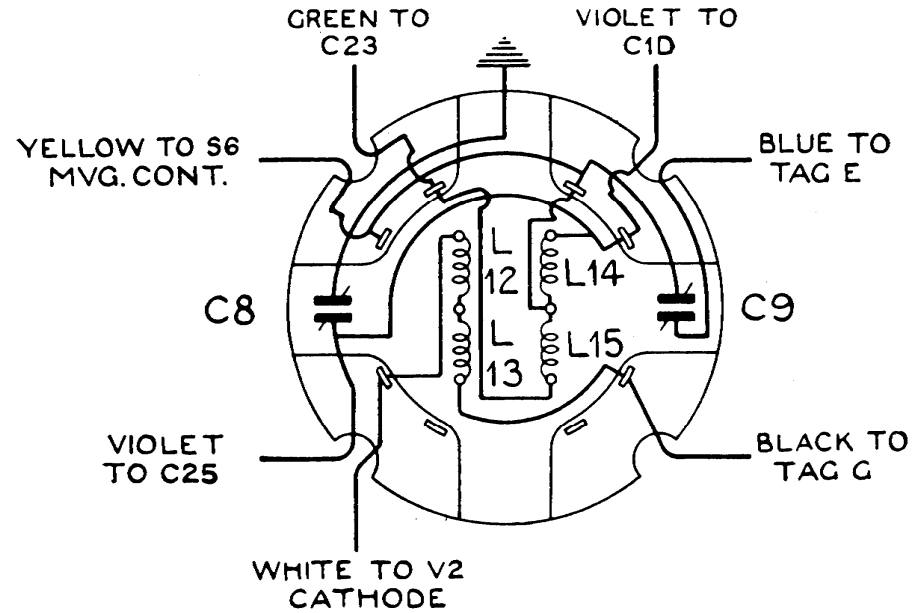 GREEN TO
C23
VIOLET TO
C1D
YELLOW TO S6
MVG. CONT.
BLUE TO
TAG E
L
12
L14
C8
C9
L
13
L15
VIOLET
TO C25
BLACK TO
TAG G
WHITE TO V2
CATHODE